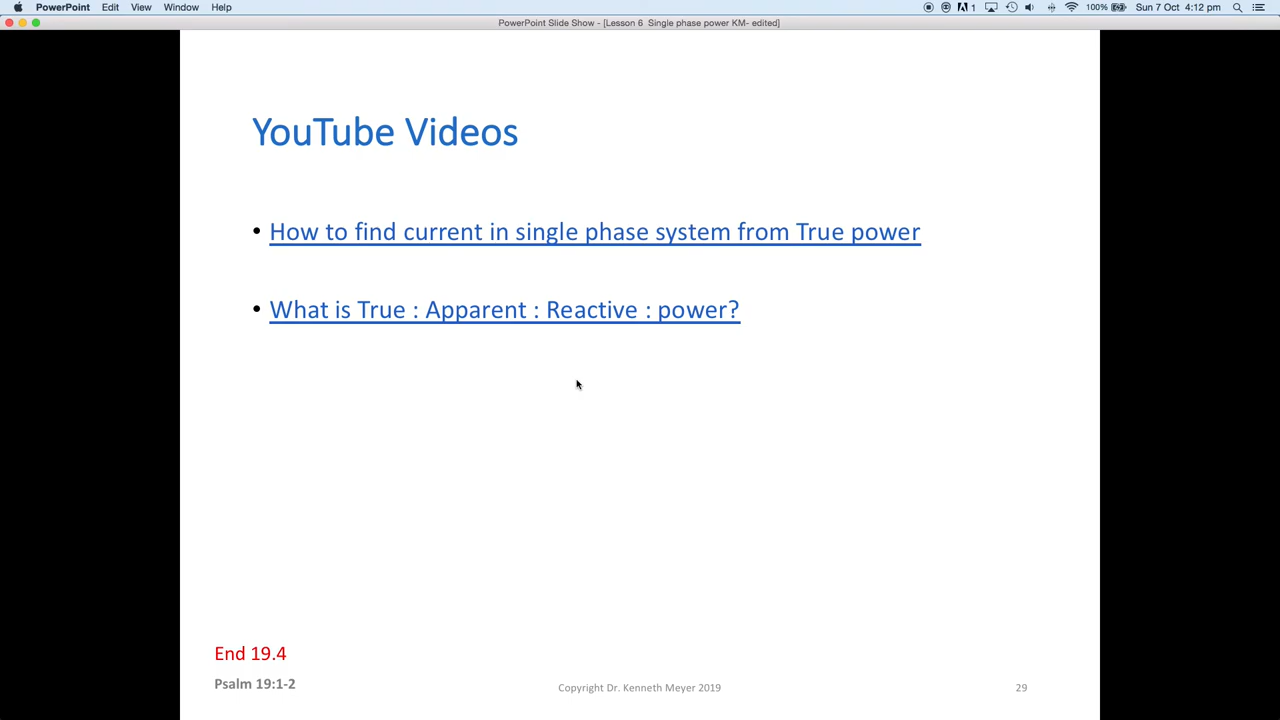 PowerPoint Edit View Window Help 1 100% Sun 7 Oct 4:12 pm
PowerPoint Slide Show - [Lesson 6 Single phase power KM- edited]
YouTube Videos
• How to find current in single phase system from True power
• What is True : Apparent : Reactive : power?
End 19.4
Psalm 19:1-2
Copyright Dr. Kenneth Meyer 2019
29